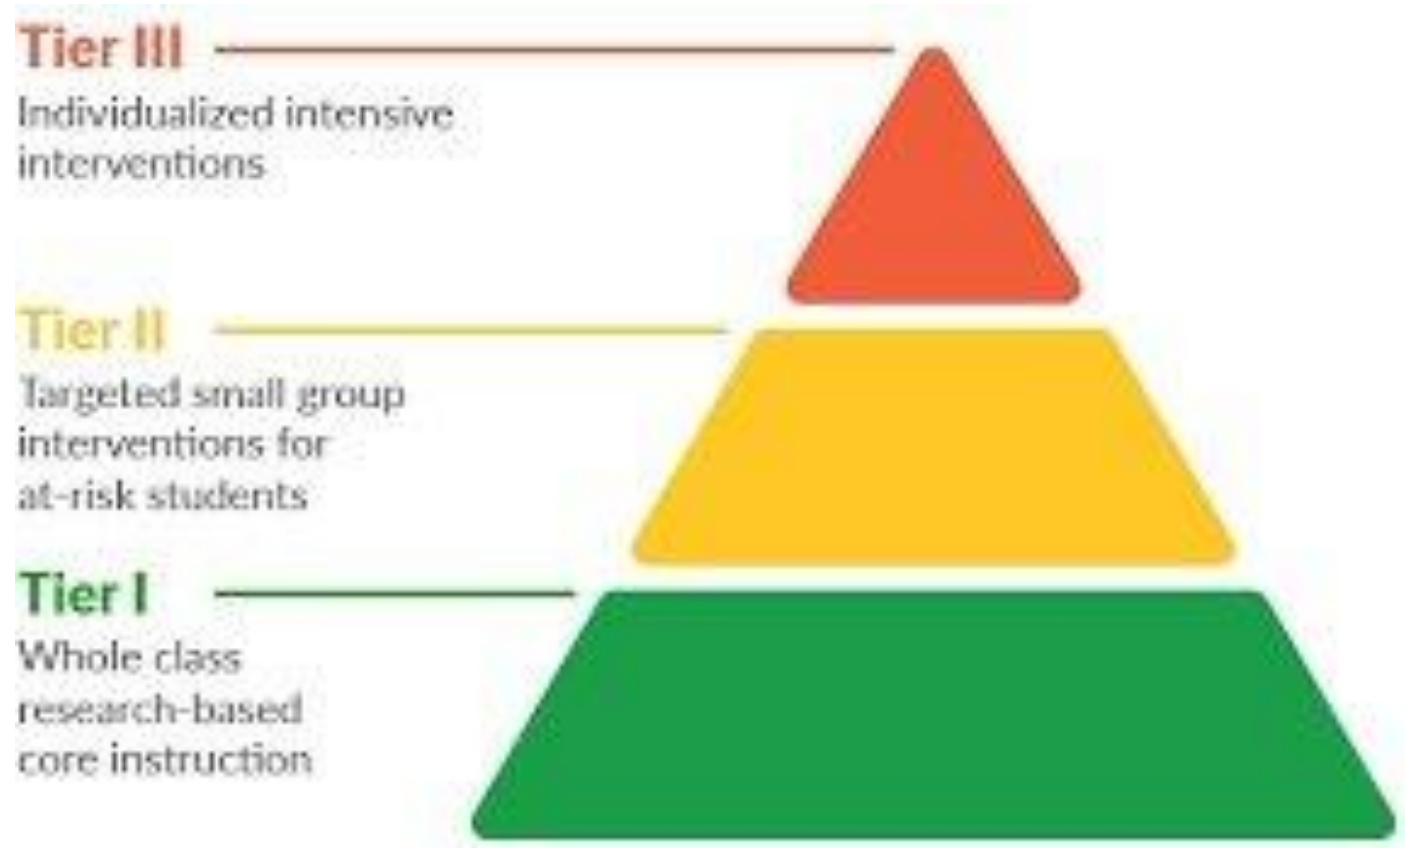 Tier III
Individualized intensive
interventions
Tier II
Targeted small group
interventions for
at-risk students
Tier I
Whole class
research-based
core instruction